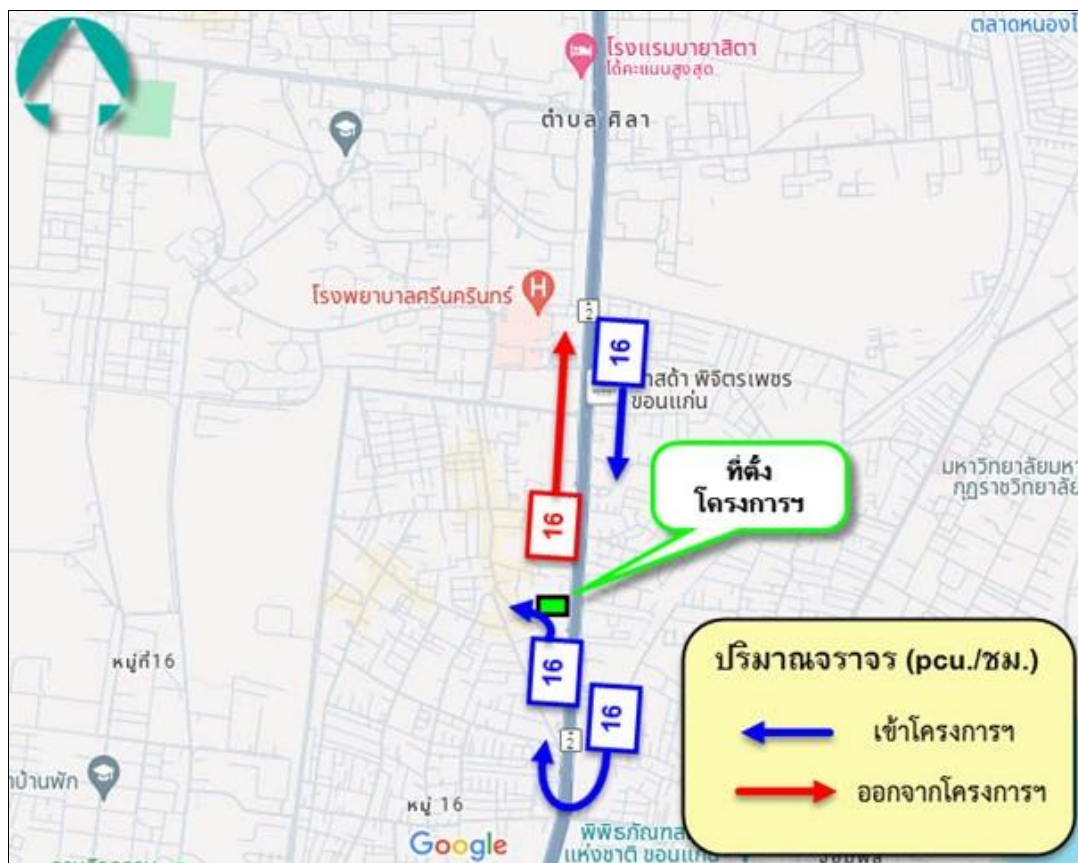 ตลาดหนองไ
โรงแรมบายาสิตา
ได้คะแนนสูงสุด
ตำบล ศิลา
โรงพยาบาลศรีนครินทร์
2
16
าสด้า พิจิตรเพชร
ขอนแก่น
ที่ตั้ง
โครงการฯ
มหาวิทยาลัยมห
กุฏราชวิทยาลัย
16
หมู่ที่16
16
16
2
ปริมาณจราจร (pcu./ชม.)
เข้าโครงการฯ
ออกจากโครงการฯ
าบ้านพัก
หมู่ 16
Google
พิพิธภัณฑส
แห่งชาติ ขอนแก่น